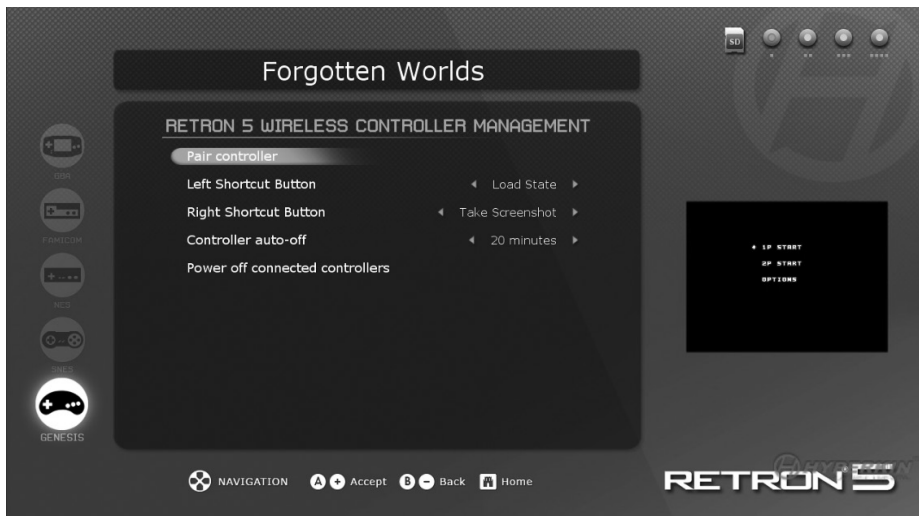 SD
Forgotten Worlds
RETRON 5 WIRELESS CONTROLLER MANAGEMENT
Pair controller
Left Shortcut Button Load State
Right Shortcut Button Take Screenshot
Controller auto-off 20 minutes
Power off connected controllers
GBA
FAMICOM
NES
SNES
GENESIS
1P START
2P START
OPTIONS
NAVIGATION A + Accept B - Back Home
HYPERKIN
RETRON 5